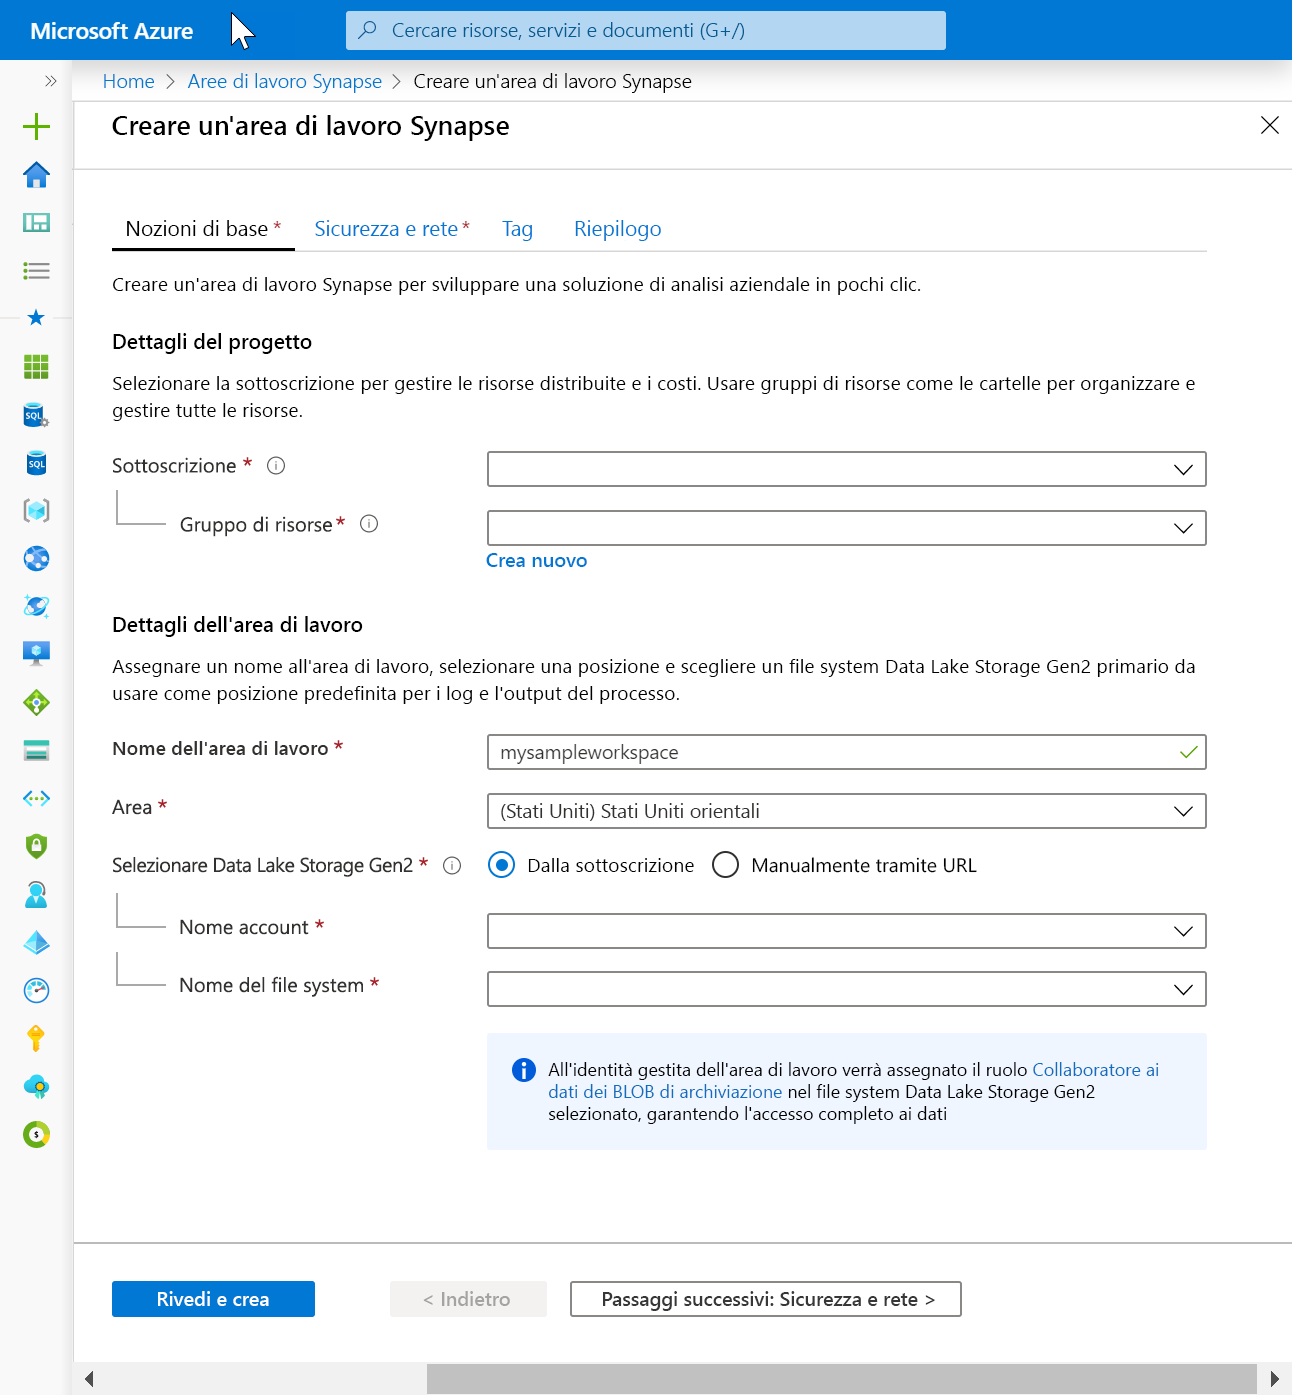 Microsoft Azure
Cercare risorse, servizi e documenti (G+/)
Home > Aree di lavoro Synapse > Creare un'area di lavoro Synapse
Creare un'area di lavoro Synapse
Nozioni di base * Sicurezza e rete * Tag Riepilogo
Creare un'area di lavoro Synapse per sviluppare una soluzione di analisi aziendale in pochi clic.
Dettagli del progetto
Selezionare la sottoscrizione per gestire le risorse distribuite e i costi. Usare gruppi di risorse come le cartelle per organizzare e
gestire tutte le risorse.
Sottoscrizione *
Gruppo di risorse *
Crea nuovo
Dettagli dell'area di lavoro
Assegnare un nome all'area di lavoro, selezionare una posizione e scegliere un file system Data Lake Storage Gen2 primario da
usare come posizione predefinita per i log e l'output del processo.
Nome dell'area di lavoro * mysampleworkspace
Area * (Stati Uniti) Stati Uniti orientali
Selezionare Data Lake Storage Gen2 * Dalla sottoscrizione Manualmente tramite URL
Nome account *
Nome del file system *
All'identità gestita dell'area di lavoro verrà assegnato il ruolo Collaboratore ai
dati dei BLOB di archiviazione nel file system Data Lake Storage Gen2
selezionato, garantendo l'accesso completo ai dati
Rivedi e crea < Indietro Passaggi successivi: Sicurezza e rete >
SQL
SQL